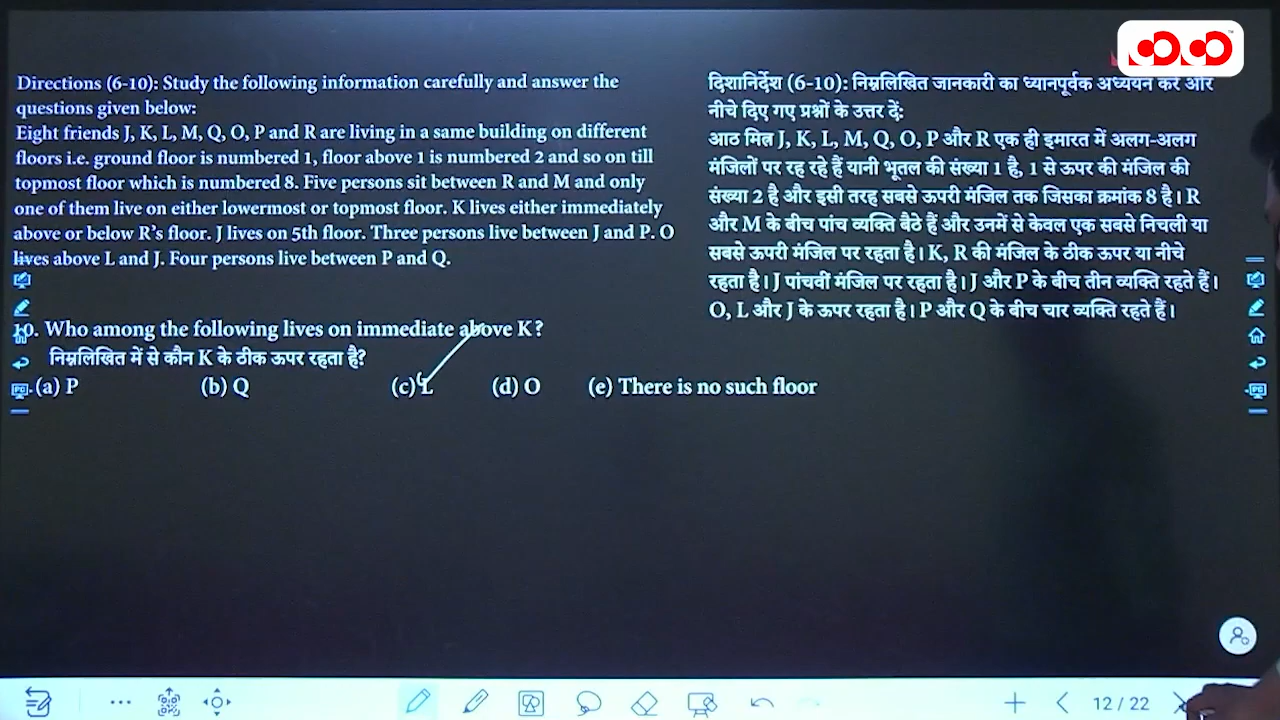 Directions (6-10): Study the following information carefully and answer the
questions given below:
Eight friends J, K, L, M, Q, O, P and R are living in a same building on different
floors i.e. ground floor is numbered 1, floor above 1 is numbered 2 and so on till
topmost floor which is numbered 8. Five persons sit between R and M and only
one of them live on either lowermost or topmost floor. K lives either immediately
above or below R's floor. J lives on 5th floor. Three persons live between J and P. O
lives above L and J. Four persons live between P and Q.
10. Who among the following lives on immediate above K?
निम्नलिखित में से कौन K के ठीक ऊपर रहता है?
(a) P (b) Q (c) L (d) O (e) There is no such floor
दिशानिर्देश (6-10): निम्नलिखित जानकारी का ध्यानपूर्वक अध्ययन करें और
नीचे दिए गए प्रश्नों के उत्तर दें:
आठ मित्र J, K, L, M, Q, O, P और R एक ही इमारत में अलग-अलग
मंजिलों पर रह रहे हैं यानी भूतल की संख्या 1 है, 1 से ऊपर की मंजिल की
संख्या 2 है और इसी तरह सबसे ऊपरी मंजिल तक जिसका क्रमांक 8 है। R
और M के बीच पांच व्यक्ति बैठे हैं और उनमें से केवल एक सबसे निचली या
सबसे ऊपरी मंजिल पर रहता है। K, R की मंजिल के ठीक ऊपर या नीचे
रहता है। J पांचवीं मंजिल पर रहता है। J और P के बीच तीन व्यक्ति रहते हैं।
O, L और J के ऊपर रहता है। P और Q के बीच चार व्यक्ति रहते हैं।
12 / 22